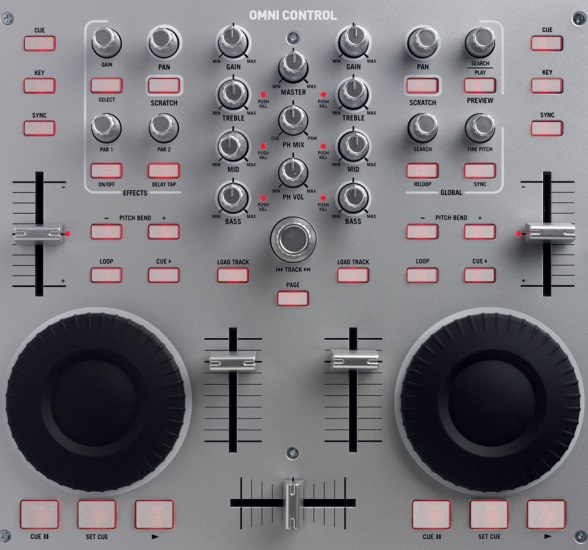 OMNI CONTROL
CUE
KEY
SYNC
GAIN
PAN
SELECT
SCRATCH
PAR 1
PAR 2
ON/OFF
DELAY TAP
EFFECTS
− PITCH BEND +
LOOP
CUE ▸
− +
MIN MAX
GAIN
MIN MAX
TREBLE
MIN MAX
MID
MIN MAX
BASS
PUSH KILL
PUSH KILL
PUSH KILL
MIN MAX
MASTER
CUE PGM
PH MIX
MIN MAX
PH VOL
PUSH KILL
PUSH KILL
PUSH KILL
MIN MAX
GAIN
MIN MAX
TREBLE
MIN MAX
MID
MIN MAX
BASS
LOAD TRACK
I◂◂ TRACK ▸▸I
LOAD TRACK
PAGE
PAN
SEARCH
PLAY
SCRATCH
PREVIEW
SEARCH
FINE PITCH
RELOOP
SYNC
GLOBAL
− PITCH BEND +
LOOP
CUE ▸
CUE
KEY
SYNC
− +
CUE II
SET CUE
▶
CUE II
SET CUE
▶